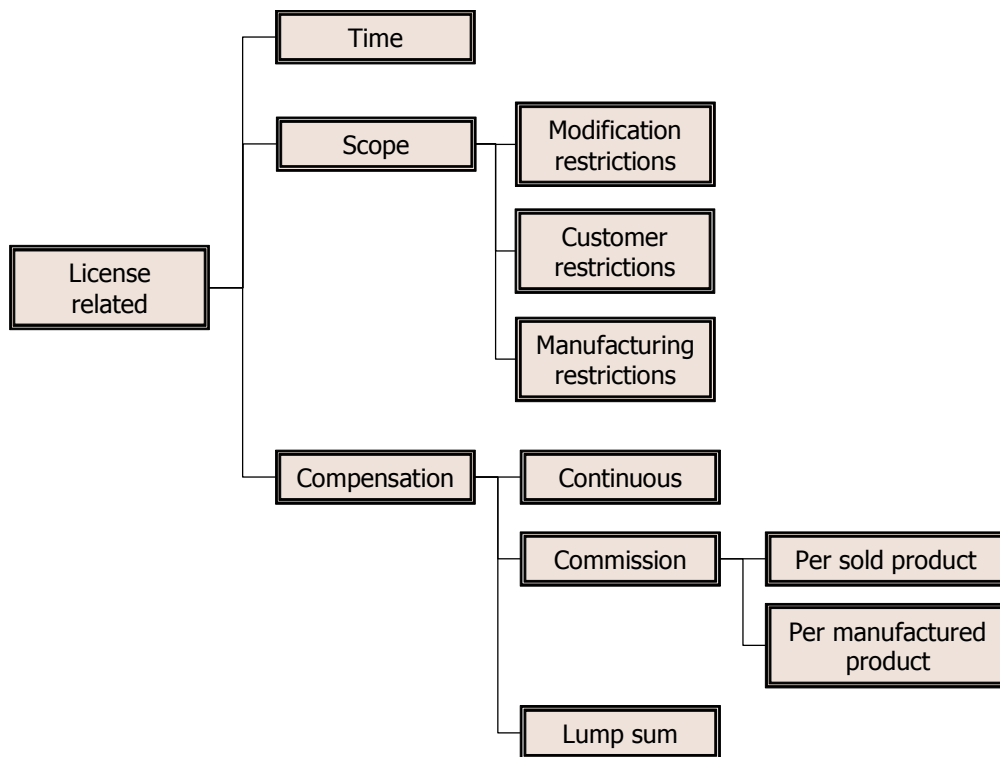 Time
Scope
Modification
restrictions
Customer
restrictions
License
related
Manufacturing
restrictions
Compensation
Continuous
Commission
Per sold product
Per manufactured
product
Lump sum